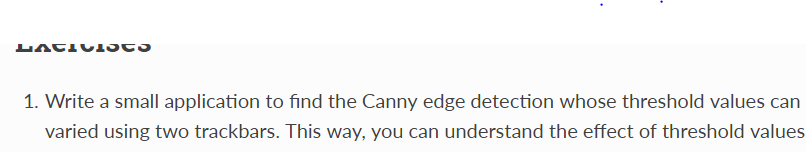 Exercises
1. Write a small application to find the Canny edge detection whose threshold values can
varied using two trackbars. This way, you can understand the effect of threshold values